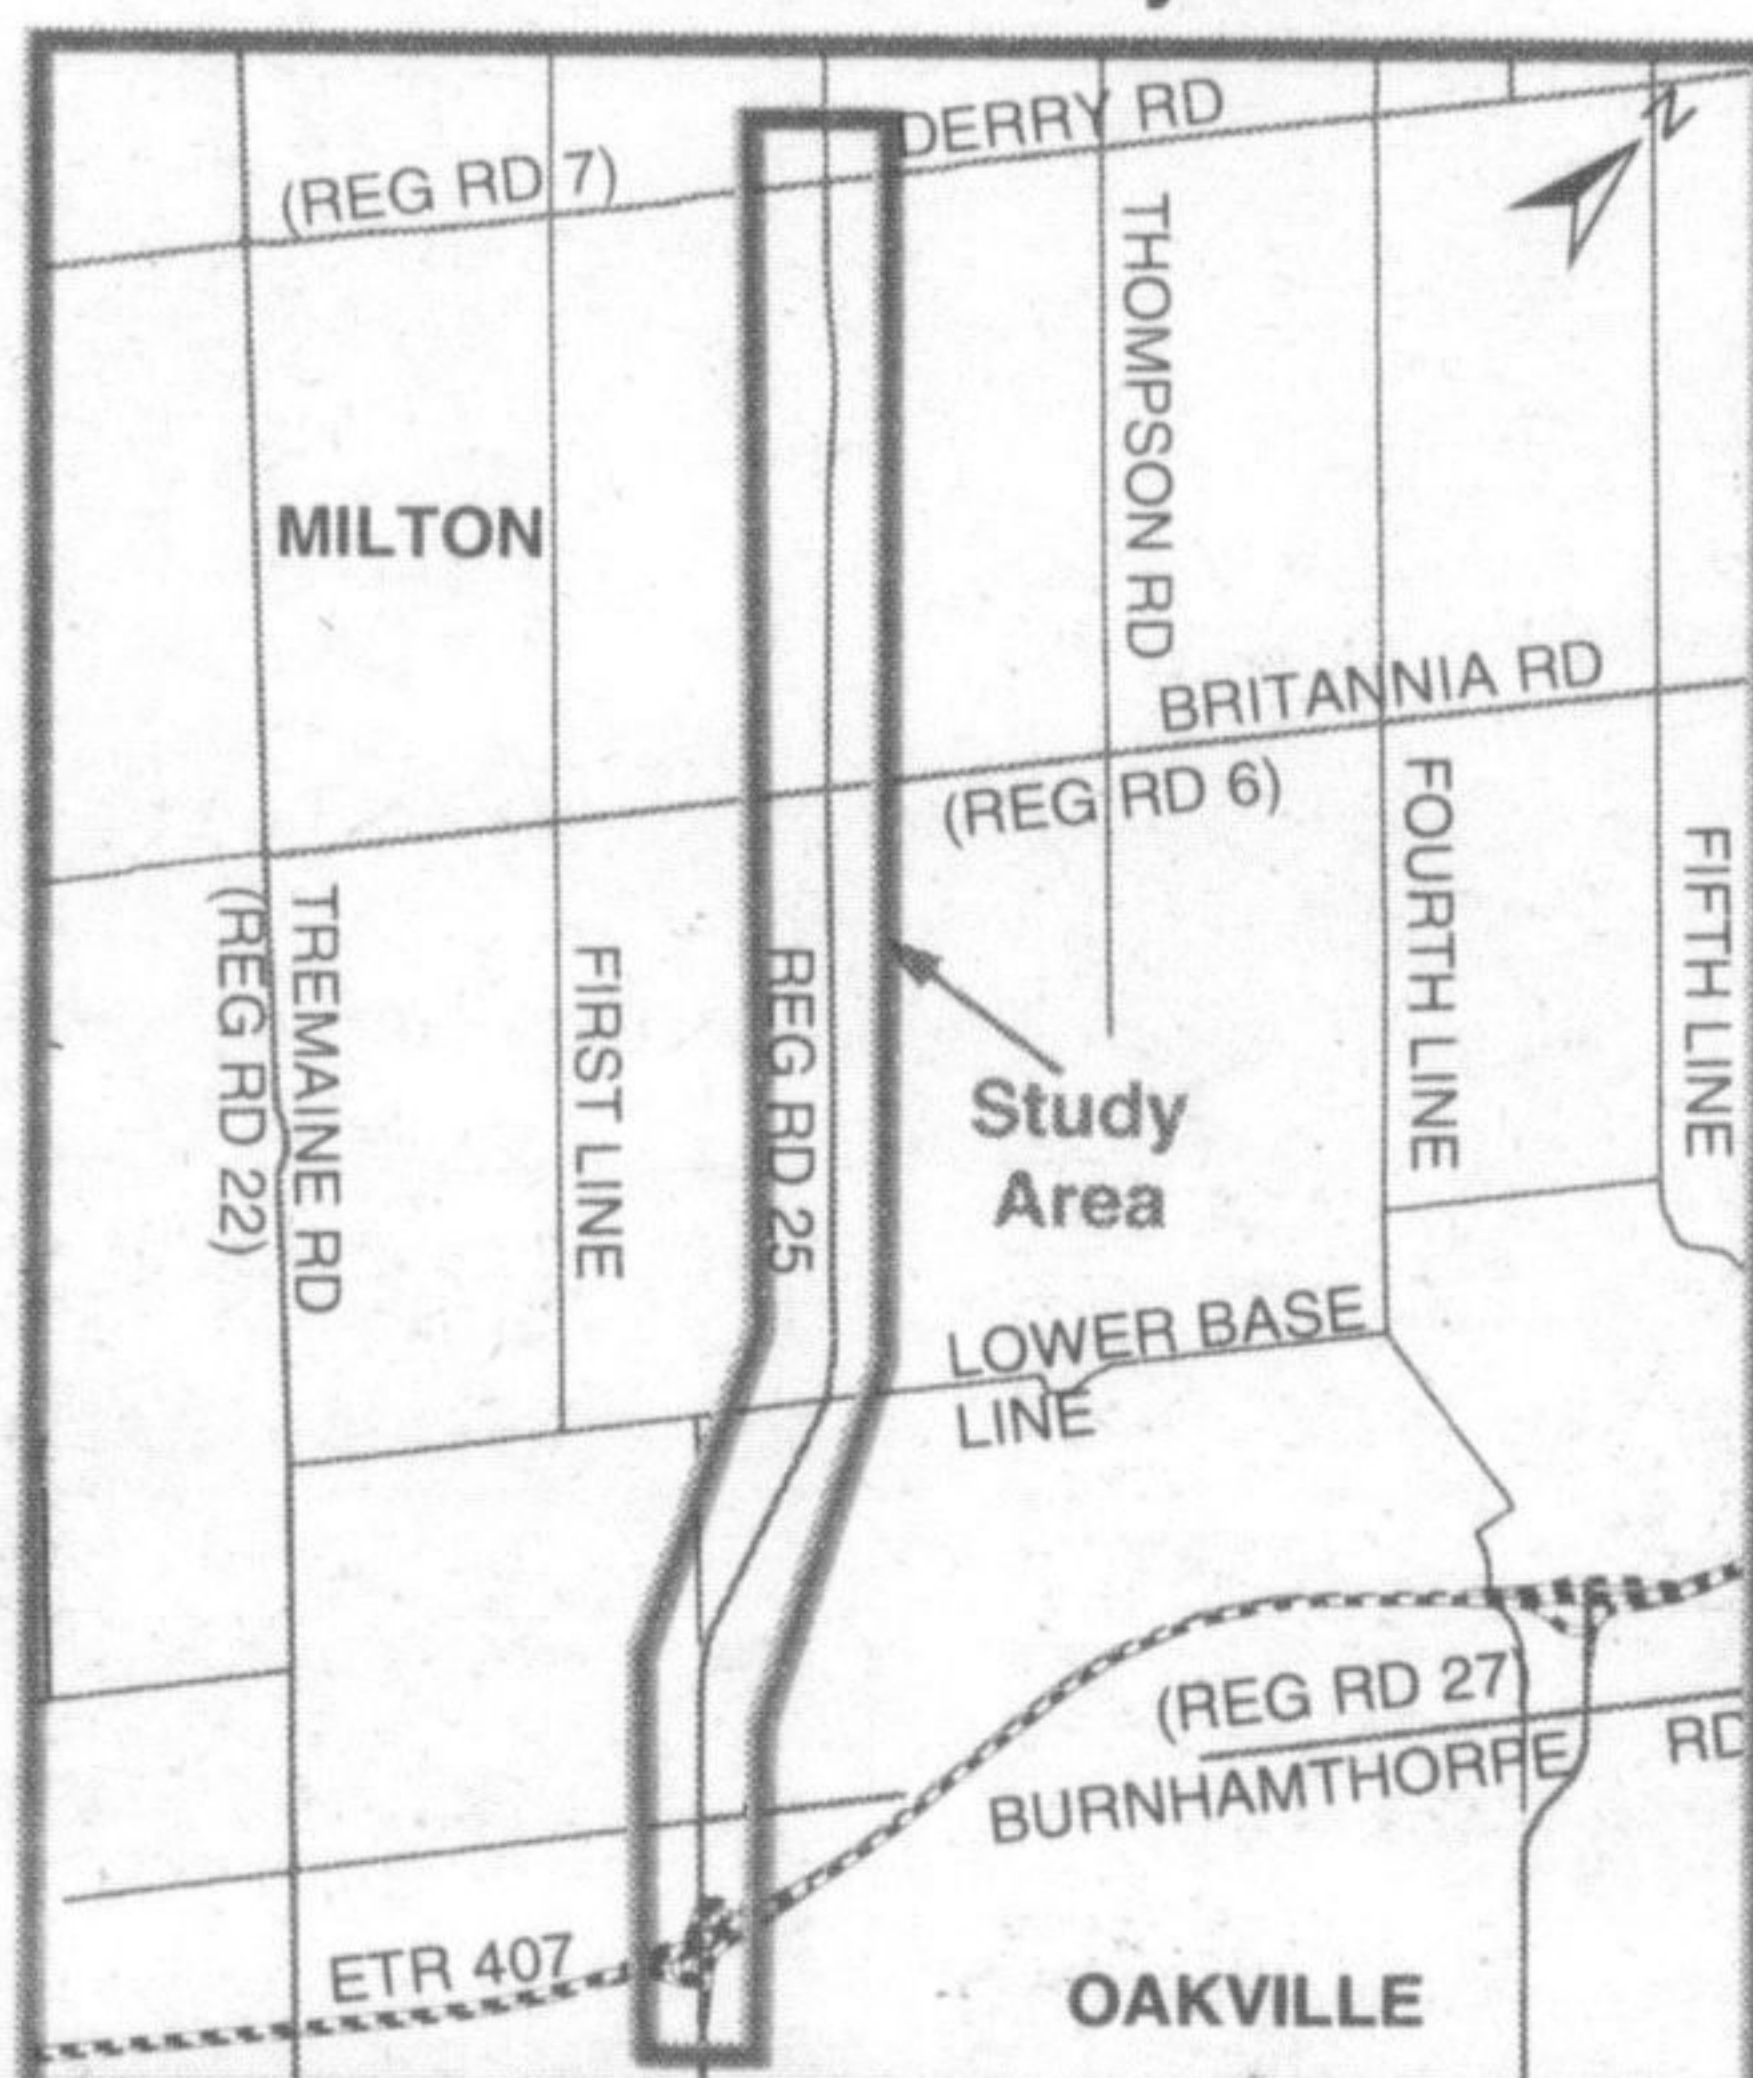 DERRY RD
(REG RD 7)
N
THOMPSON RD
MILTON
BRITANNIA RD
(REG RD 6)
FOURTH LINE
FIFTH LINE
(REG RD 22)
TREMAINE RD
FIRST LINE
REG RD 25
Study
Area
LOWER BASE
LINE
(REG RD 27)
BURNHAMTHORPE RD
ETR 407
OAKVILLE